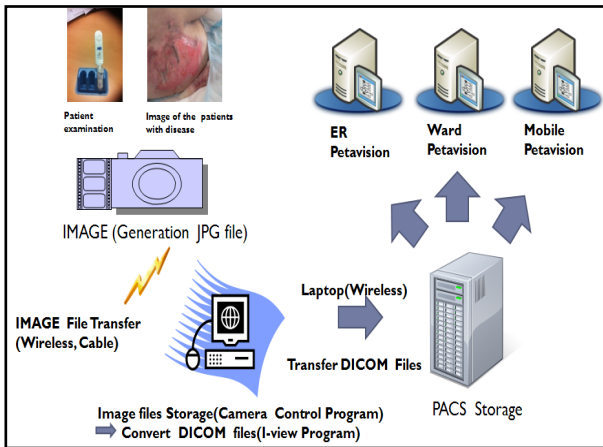 Patient
examination
Image of the patients
with disease
ER
Petavision
Ward
Petavision
Mobile
Petavision
IMAGE (Generation JPG file)
IMAGE File Transfer
(Wireless, Cable)
Laptop(Wireless)
Transfer DICOM Files
Image files Storage(Camera Control Program)
Convert DICOM files(I-view Program)
PACS Storage